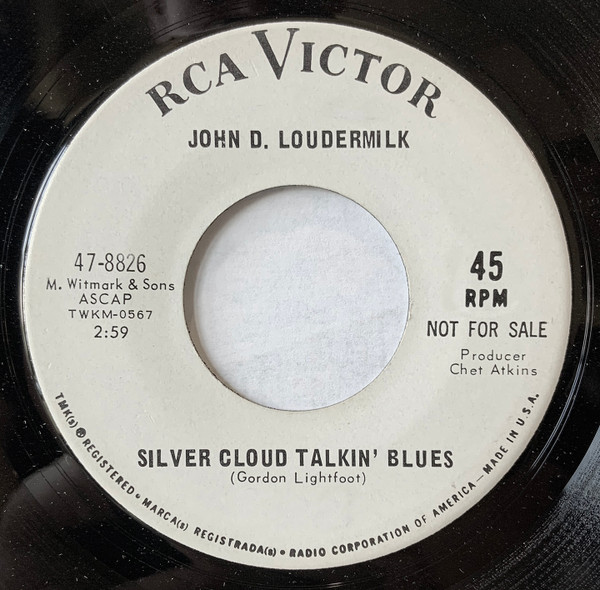 RCA VICTOR
JOHN D. LOUDERMILK
47-8826
M. Witmark & Sons
ASCAP
TWKM-0567
2:59
45
RPM
NOT FOR SALE
Producer
Chet Atkins
SILVER CLOUD TALKIN' BLUES
(Gordon Lightfoot)
TMK(s) ® REGISTERED • MARCA(s) REGISTRADA(s) • RADIO CORPORATION OF AMERICA — MADE IN U.S.A.